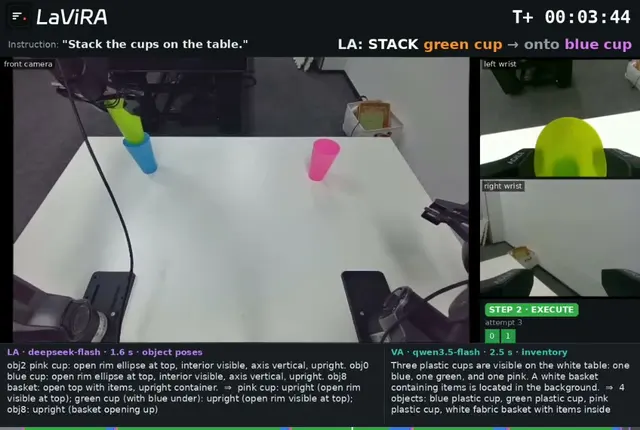 LaViRA
T+ 00:03:44
Instruction: "Stack the cups on the table."
LA: STACK green cup → onto blue cup
front camera
left wrist
right wrist
STEP 2 · EXECUTE
attempt 3
0 1
LA · deepseek-flash · 1.6 s · object poses
obj2 pink cup: open rim ellipse at top, interior visible, axis vertical, upright. obj0
blue cup: open rim ellipse at top, interior visible, axis vertical, upright. obj8
basket: open top with items, upright container. ⇒ pink cup: upright (open rim
visible at top); green cup (with blue under): upright (open rim visible at top);
obj8: upright (basket opening up)
VA · qwen3.5-flash · 2.5 s · inventory
Three plastic cups are visible on the white table: one
blue, one green, and one pink. A white basket
containing items is located in the background. ⇒ 4
objects: blue plastic cup, green plastic cup, pink
plastic cup, white fabric basket with items inside